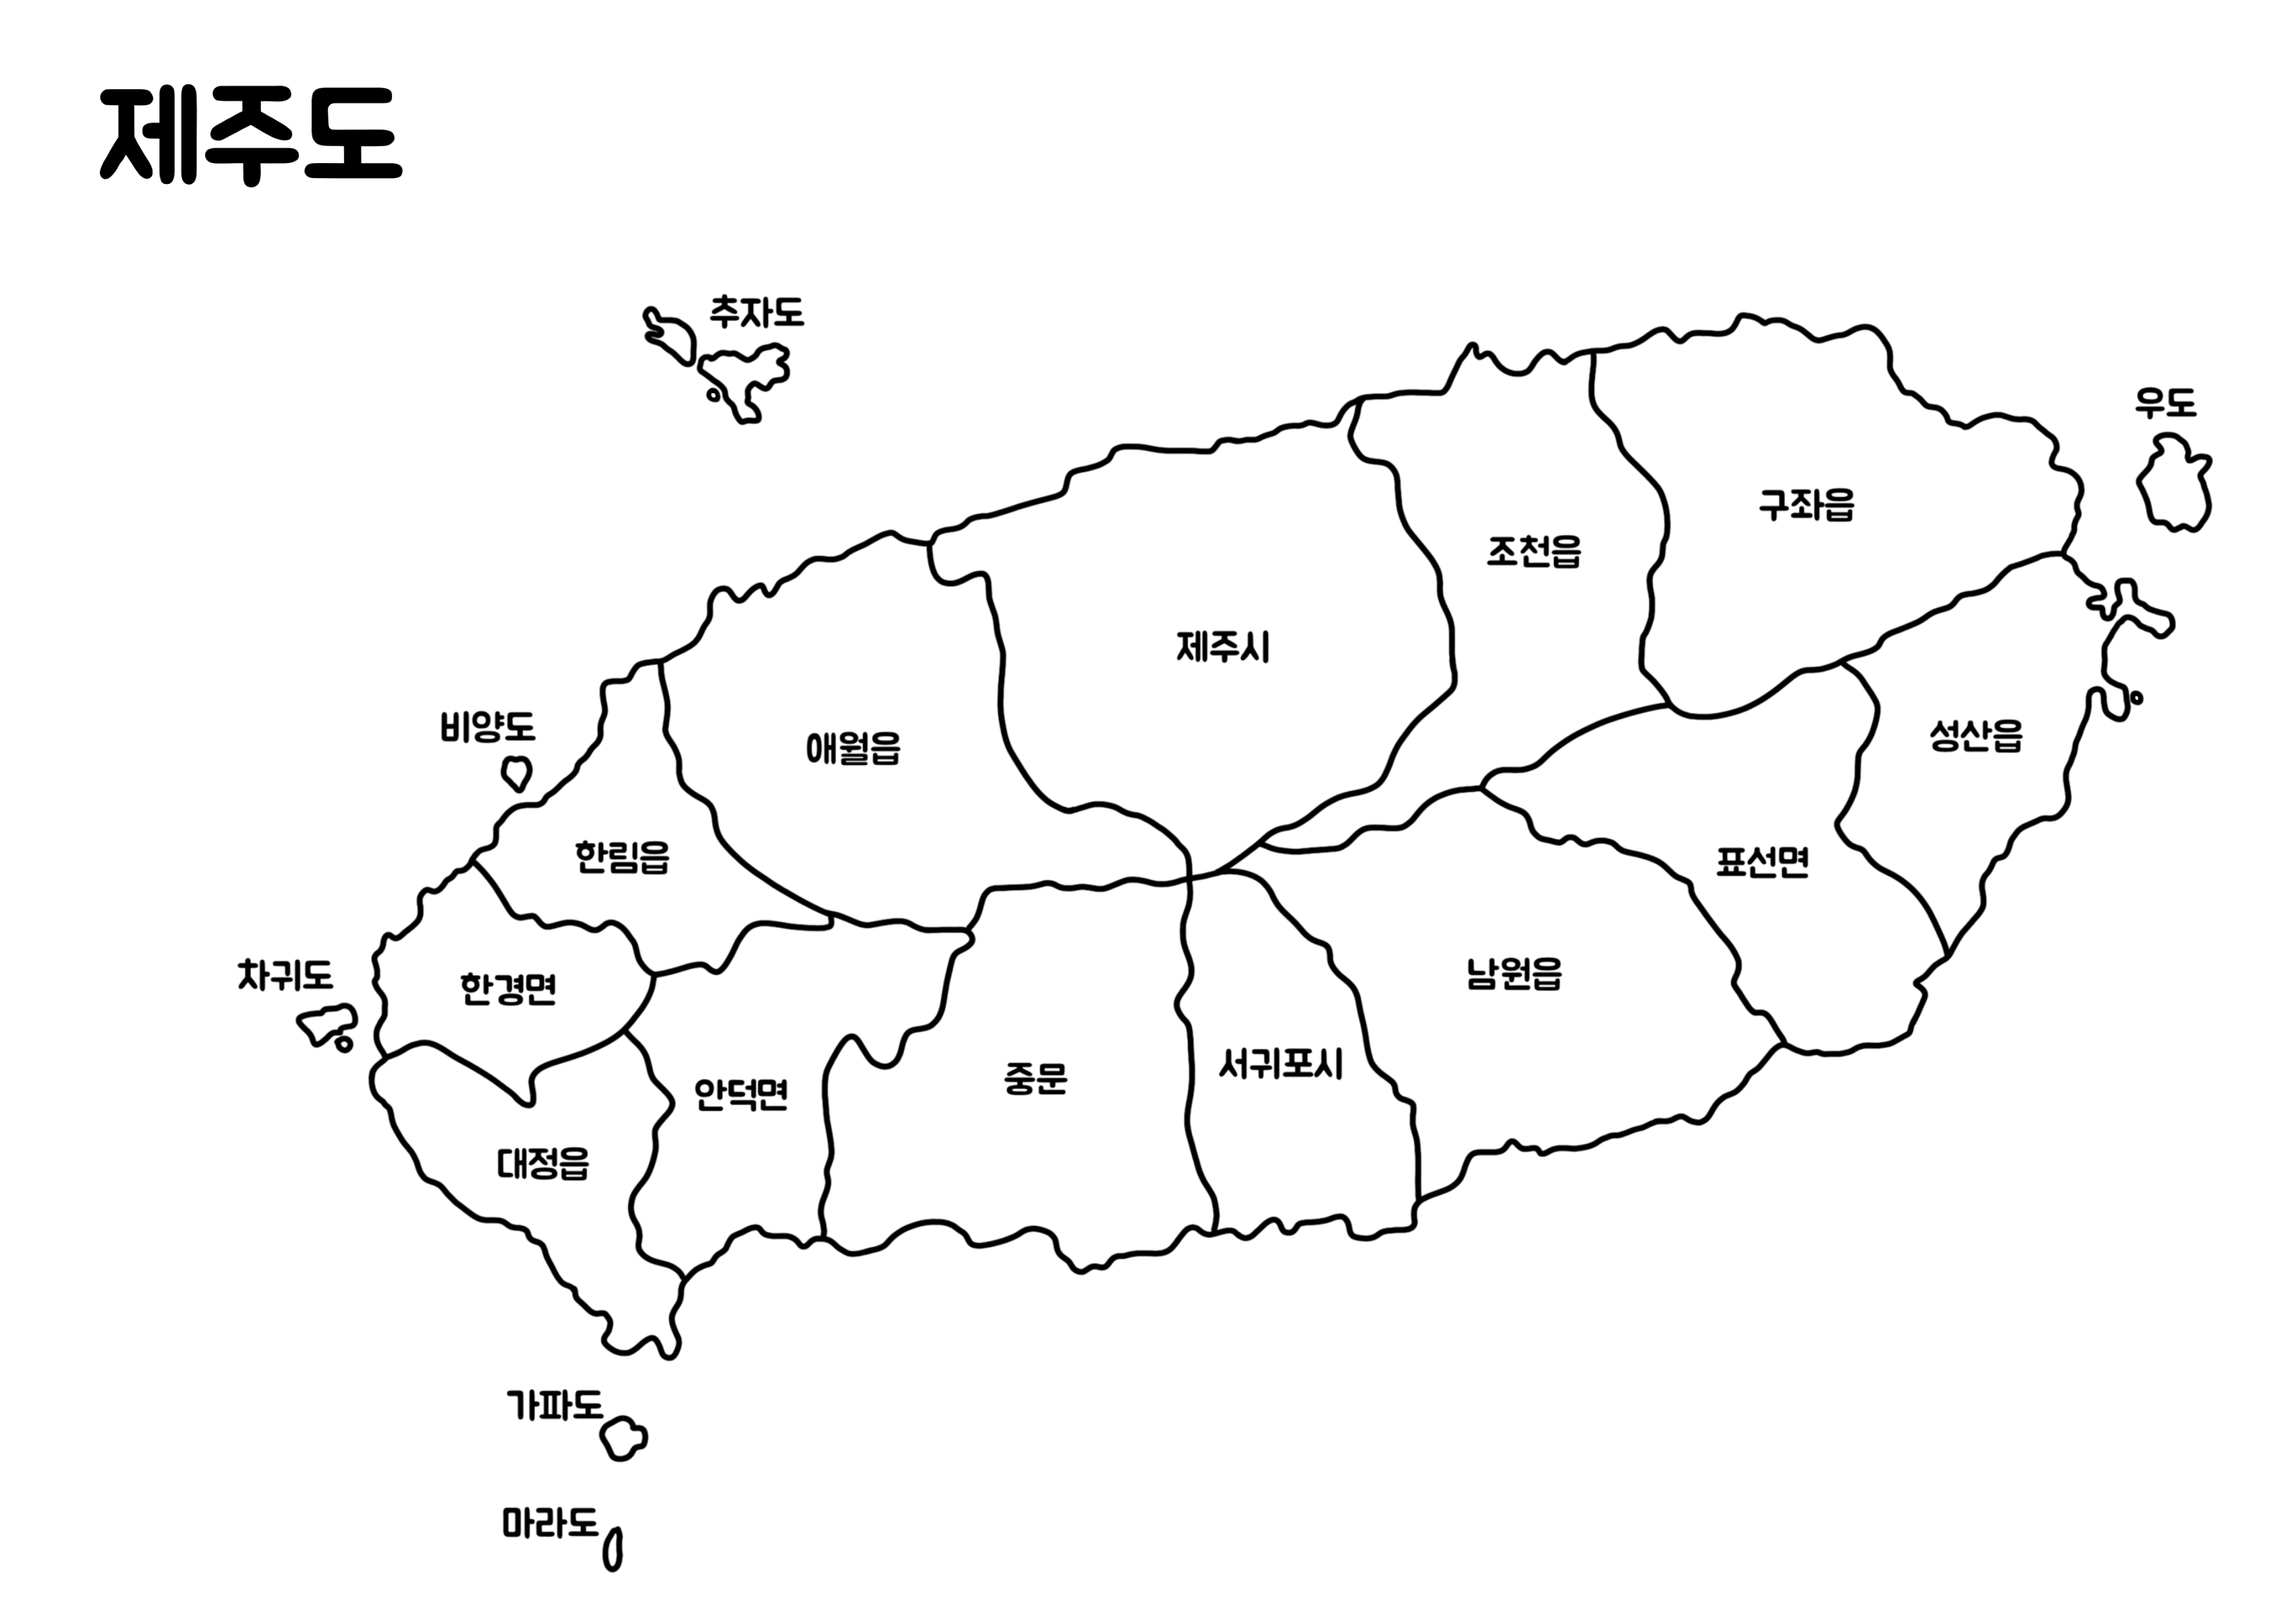 제주도
추자도
우도
구좌읍
조천읍
제주시
비양도
애월읍
성산읍
한림읍
표선면
차귀도
한경면
남원읍
서귀포시
중문
안덕면
대정읍
가파도
마라도